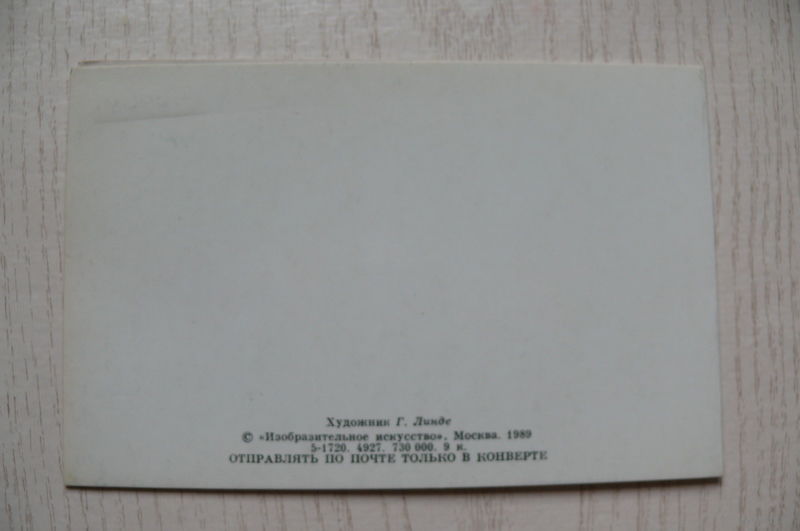 Художник Г. Линде
© «Изобразительное искусство». Москва. 1989
5-1720. 4927. 730 000. 9 к.
ОТПРАВЛЯТЬ ПО ПОЧТЕ ТОЛЬКО В КОНВЕРТЕ